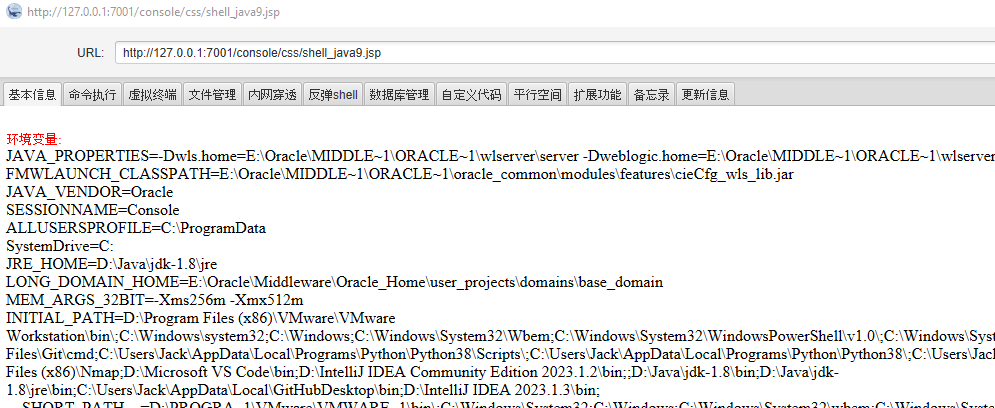 http://127.0.0.1:7001/console/css/shell_java9.jsp
URL: http://127.0.0.1:7001/console/css/shell_java9.jsp
基本信息 命令执行 虚拟终端 文件管理 内网穿透 反弹shell 数据库管理 自定义代码 平行空间 扩展功能 备忘录 更新信息
环境变量:
JAVA_PROPERTIES=-Dwls.home=E:\Oracle\MIDDLE~1\ORACLE~1\wlserver\server -Dweblogic.home=E:\Oracle\MIDDLE~1\ORACLE~1\wlserver
FMWLAUNCH_CLASSPATH=E:\Oracle\MIDDLE~1\ORACLE~1\oracle_common\modules\features\cieCfg_wls_lib.jar
JAVA_VENDOR=Oracle
SESSIONNAME=Console
ALLUSERSPROFILE=C:\ProgramData
SystemDrive=C:
JRE_HOME=D:\Java\jdk-1.8\jre
LONG_DOMAIN_HOME=E:\Oracle\Middleware\Oracle_Home\user_projects\domains\base_domain
MEM_ARGS_32BIT=-Xms256m -Xmx512m
INITIAL_PATH=D:\Program Files (x86)\VMware\VMware
Workstation\bin\;C:\Windows\system32;C:\Windows;C:\Windows\System32\Wbem;C:\Windows\System32\WindowsPowerShell\v1.0\;C:\Windows\Syst
Files\Git\cmd;C:\Users\Jack\AppData\Local\Programs\Python\Python38\Scripts\;C:\Users\Jack\AppData\Local\Programs\Python\Python38\;C:\Users\Jack
Files (x86)\Nmap;D:\Microsoft VS Code\bin;D:\IntelliJ IDEA Community Edition 2023.1.2\bin;;D:\Java\jdk-1.8\bin;D:\Java\jdk-
1.8\jre\bin;C:\Users\Jack\AppData\Local\GitHubDesktop\bin;D:\IntelliJ IDEA 2023.1.3\bin;